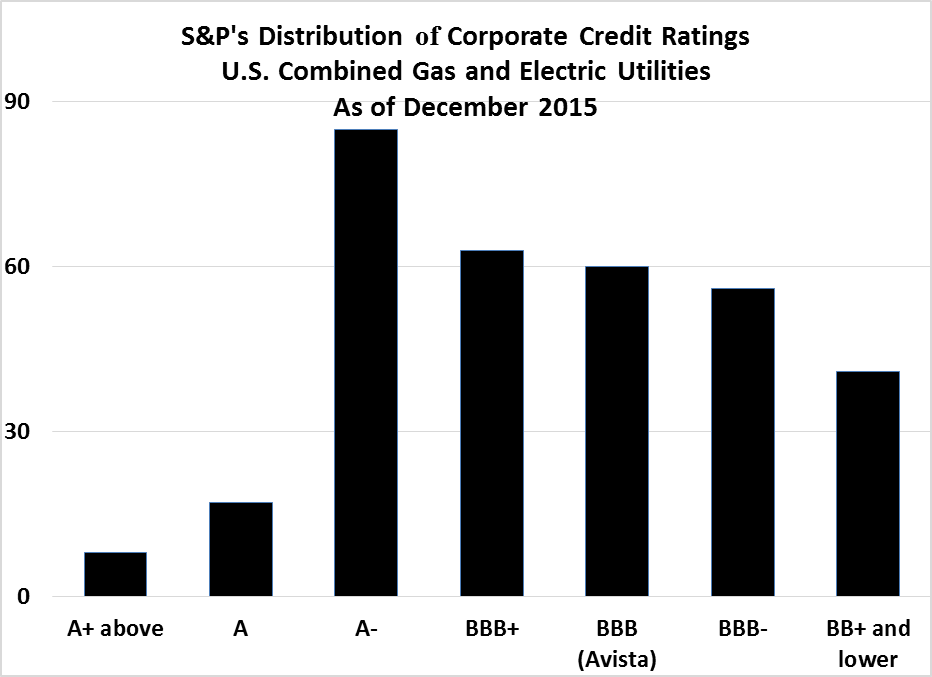 S&P's Distribution of Corporate Credit Ratings
U.S. Combined Gas and Electric Utilities
As of December 2015
90
60
30
0
A+ above
A
A-
BBB+
BBB
(Avista)
BBB-
BB+ and
lower